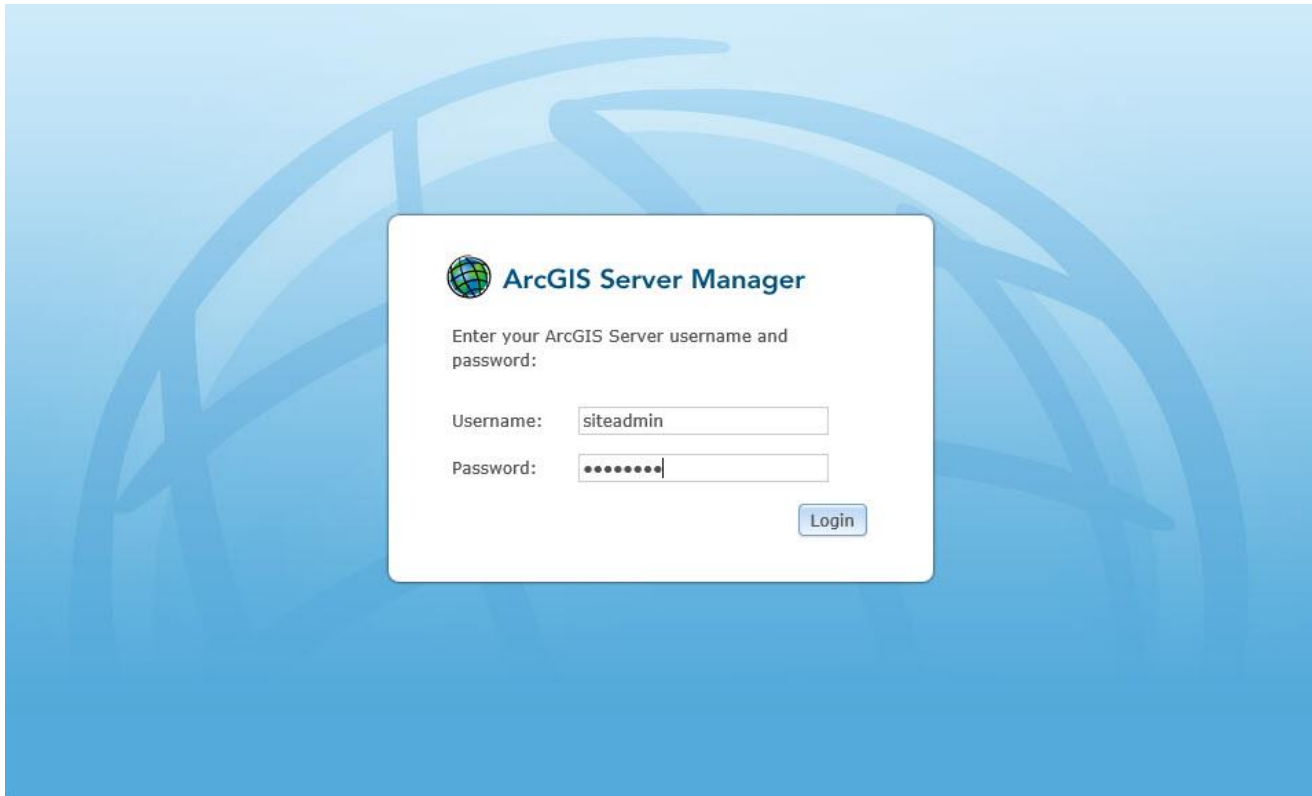 ArcGIS Server Manager
Enter your ArcGIS Server username and
password:
Username: siteadmin
Password: ••••••••
Login